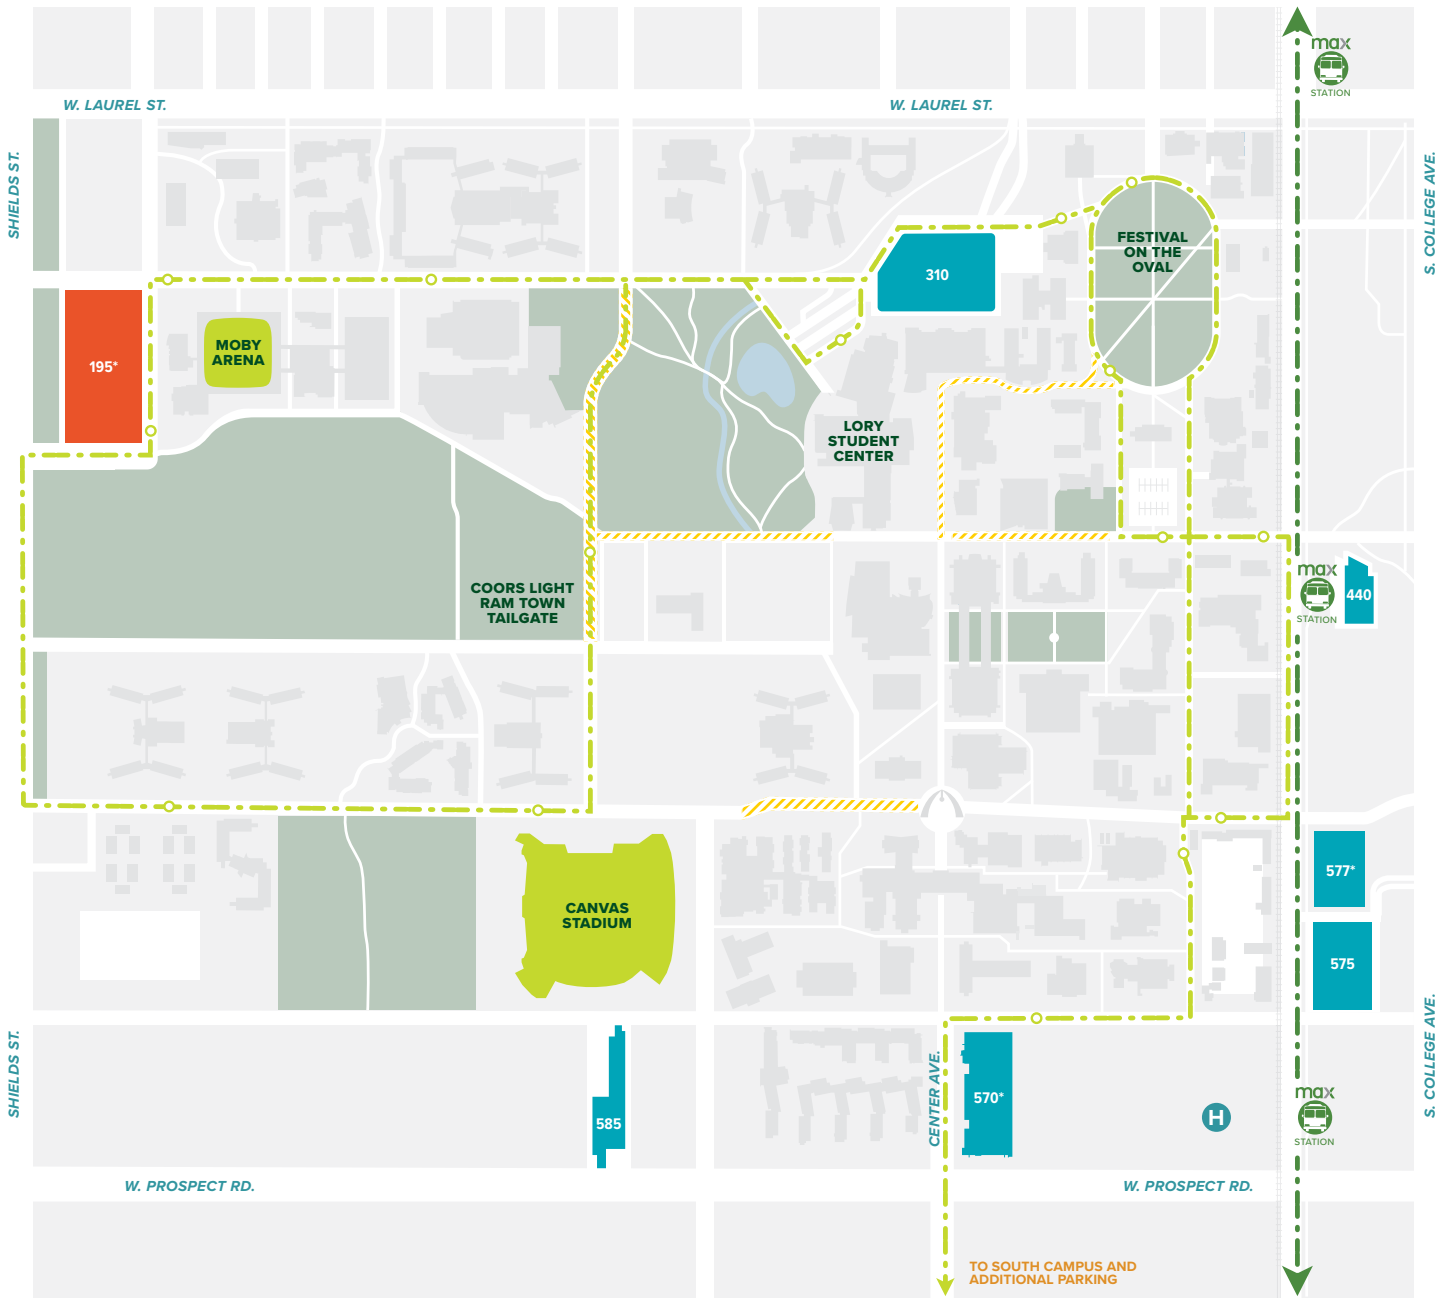 max
STATION
W. LAUREL ST.
W. LAUREL ST.
SHIELDS ST.
S. COLLEGE AVE.
FESTIVAL
ON THE
OVAL
310
MOBY
ARENA
195*
LORY
STUDENT
CENTER
COORS LIGHT
RAM TOWN
TAILGATE
max
STATION
440
577*
CANVAS
STADIUM
575
SHIELDS ST.
S. COLLEGE AVE.
CENTER AVE.
570*
585
H
max
STATION
W. PROSPECT RD.
W. PROSPECT RD.
TO SOUTH CAMPUS AND
ADDITIONAL PARKING